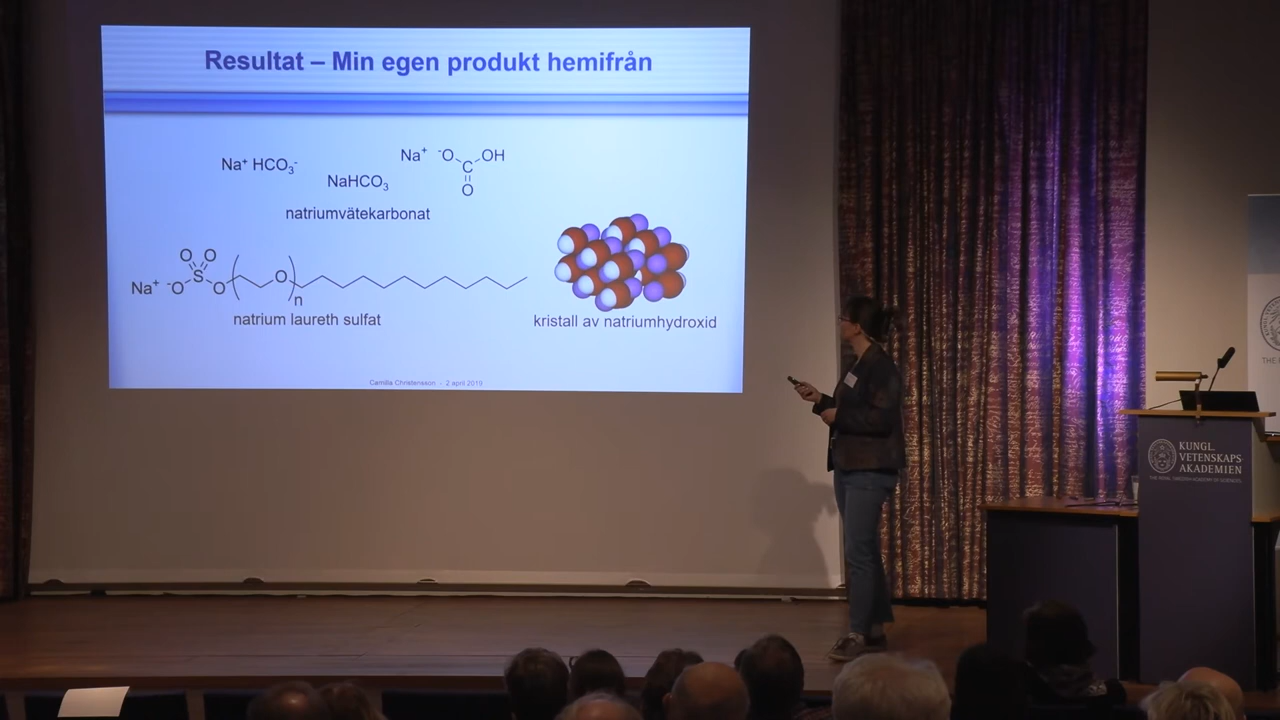 Resultat – Min egen produkt hemifrån
Na⁺ HCO₃⁻
NaHCO₃
Na⁺ ⁻O
C
OH
O
natriumvätekarbonat
O O
Na⁺ ⁻O
S
O
O
n
natrium laureth sulfat
kristall av natriumhydroxid
Camilla Christensson - 2 april 2019
KUNGL.
VETENSKAPS
AKADEMIEN
THE ROYAL SWEDISH ACADEMY OF SCIENCES